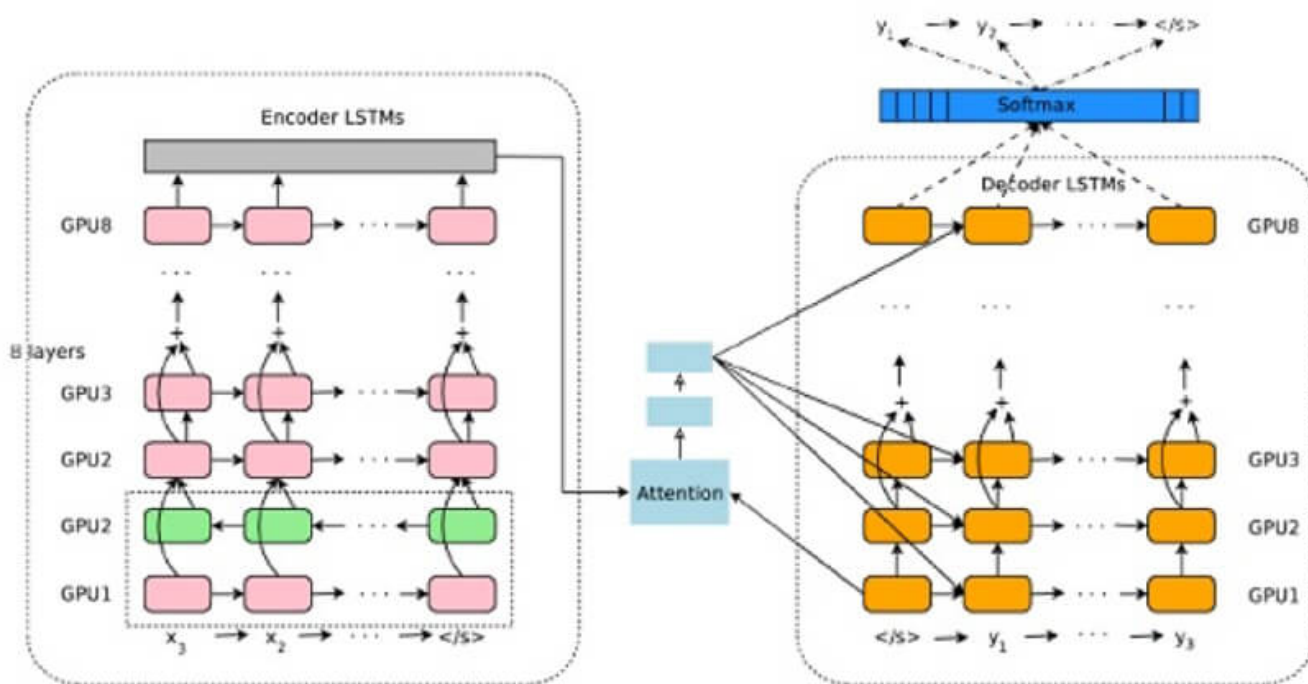 y₁ y₂ ... </s>
Softmax
Encoder LSTMs
Decoder LSTMs
GPU8
GPU8
...
...
8 layers
GPU3
GPU2
Attention
GPU3
GPU2
GPU2
GPU1
GPU1
x₃ x₂ ... </s>
</s> y₁ ... y₃